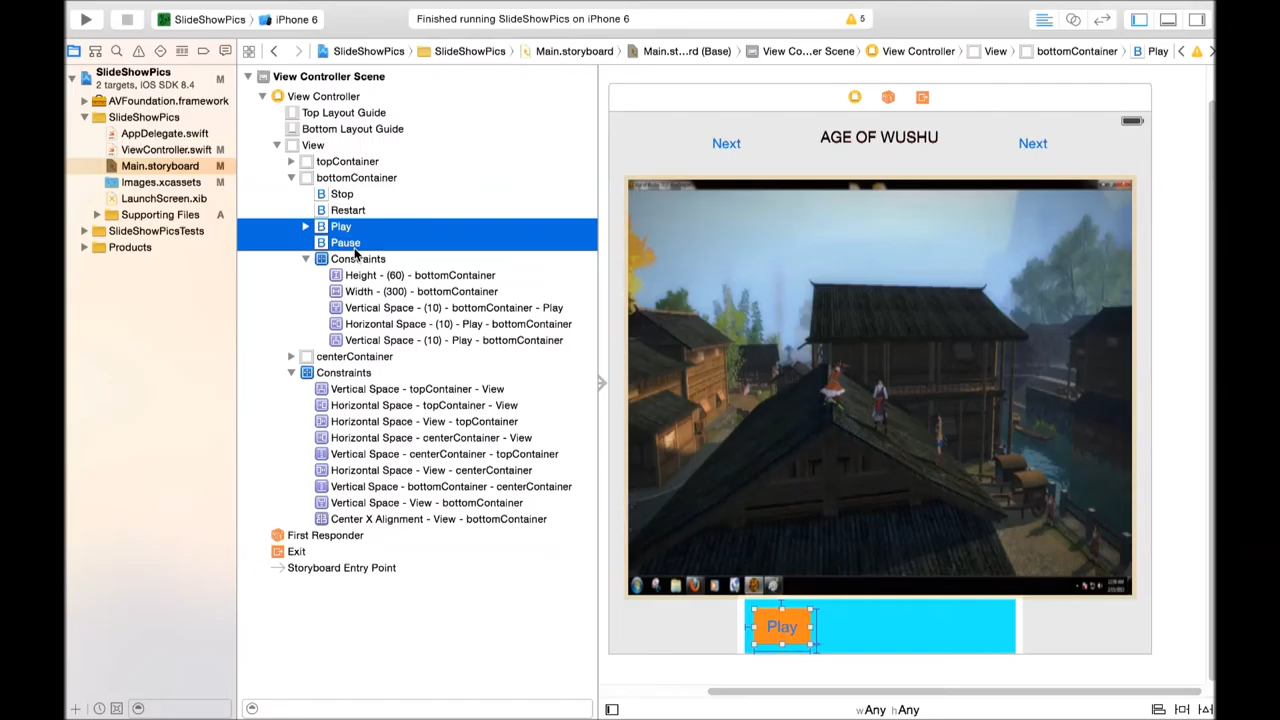 SlideShowPics iPhone 6 Finished running SlideShowPics on iPhone 6 5
SlideShowPics SlideShowPics Main.storyboard Main.st...rd (Base) View Co...er Scene View Controller View bottomContainer B Play
SlideShowPics M
2 targets, iOS SDK 8.4
AVFoundation.framework
SlideShowPics
AppDelegate.swift
ViewController.swift M
Main.storyboard M
Images.xcassets M
LaunchScreen.xib
Supporting Files A
SlideShowPicsTests
Products
View Controller Scene
View Controller
Top Layout Guide
Bottom Layout Guide
View
topContainer
bottomContainer
B Stop
B Restart
B Play
B Pause
Constraints
Height - (60) - bottomContainer
Width - (300) - bottomContainer
Vertical Space - (10) - bottomContainer - Play
Horizontal Space - (10) - Play - bottomContainer
Vertical Space - (10) - Play - bottomContainer
centerContainer
Constraints
Vertical Space - topContainer - View
Horizontal Space - topContainer - View
Horizontal Space - View - topContainer
Horizontal Space - centerContainer - View
Vertical Space - centerContainer - topContainer
Horizontal Space - View - centerContainer
Vertical Space - bottomContainer - centerContainer
Vertical Space - View - bottomContainer
Center X Alignment - View - bottomContainer
First Responder
Exit
Storyboard Entry Point
Next AGE OF WUSHU Next
Play
wAny hAny